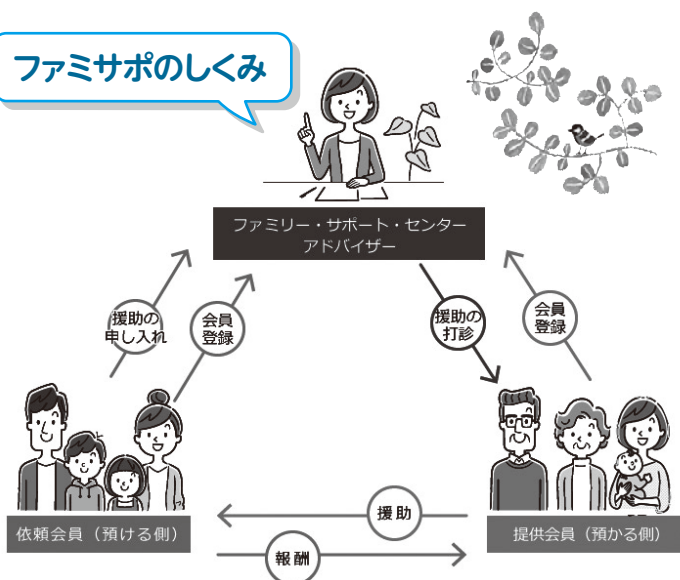 ファミサポのしくみ
ファミリー・サポート・センター
アドバイザー
援助の
申し入れ
会員
登録
援助の
打診
会員
登録
依頼会員（預ける側）
援助
提供会員（預かる側）
報酬